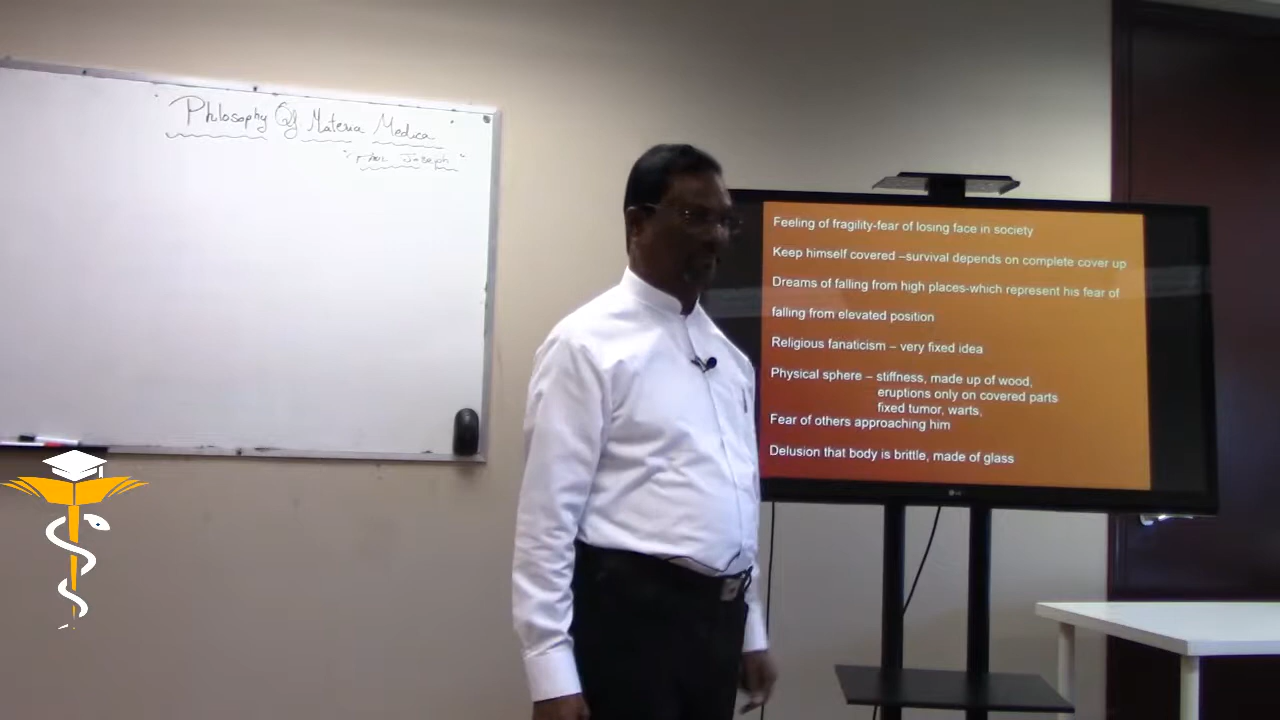 Phlosophy Of Materia Medica
Joseph
Feeling of fragility-fear of losing face in society
Keep himself covered –survival depends on complete cover up
Dreams of falling from high places-which represent his fear of
falling from elevated position
Religious fanaticism – very fixed idea
Physical sphere – stiffness, made up of wood,
eruptions only on covered parts
fixed tumor, warts,
Fear of others approaching him
Delusion that body is brittle, made of glass
LG